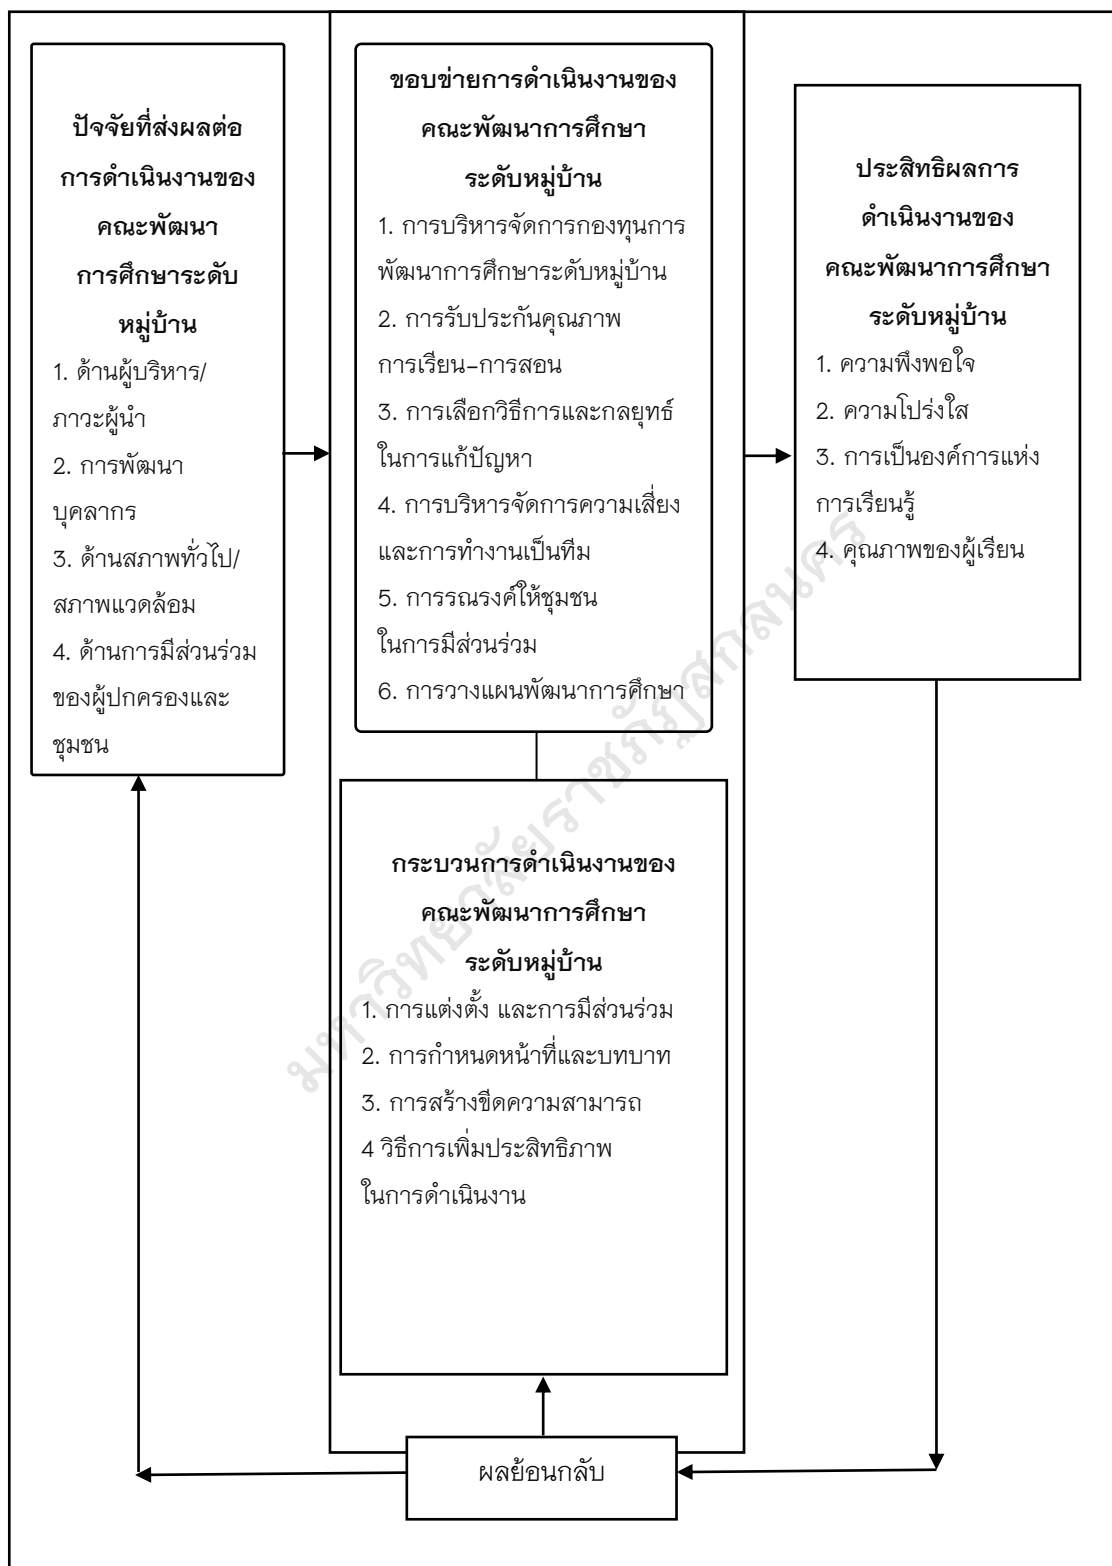 ปัจจัยที่ส่งผลต่อ
การดำเนินงานของ
คณะพัฒนา
การศึกษาระดับ
หมู่บ้าน
1. ด้านผู้บริหาร/
ภาวะผู้นำ
2. การพัฒนา
บุคลากร
3. ด้านสภาพทั่วไป/
สภาพแวดล้อม
4. ด้านการมีส่วนร่วม
ของผู้ปกครองและ
ชุมชน
ขอบข่ายการดำเนินงานของ
คณะพัฒนาการศึกษา
ระดับหมู่บ้าน
1. การบริหารจัดการกองทุนการ
พัฒนาการศึกษาระดับหมู่บ้าน
2. การรับประกันคุณภาพ
การเรียน-การสอน
3. การเลือกวิธีการและกลยุทธ์
ในการแก้ปัญหา
4. การบริหารจัดการความเสี่ยง
และการทำงานเป็นทีม
5. การรณรงค์ให้ชุมชน
ในการมีส่วนร่วม
6. การวางแผนพัฒนาการศึกษา
ประสิทธิผลการ
ดำเนินงานของ
คณะพัฒนาการศึกษา
ระดับหมู่บ้าน
1. ความพึงพอใจ
2. ความโปร่งใส
3. การเป็นองค์การแห่ง
การเรียนรู้
4. คุณภาพของผู้เรียน
กระบวนการดำเนินงานของ
คณะพัฒนาการศึกษา
ระดับหมู่บ้าน
1. การแต่งตั้ง และการมีส่วนร่วม
2. การกำหนดหน้าที่และบทบาท
3. การสร้างขีดความสามารถ
4 วิธีการเพิ่มประสิทธิภาพ
ในการดำเนินงาน
ผลย้อนกลับ
มหาวิทยาลัยราชภัฏสกลนคร